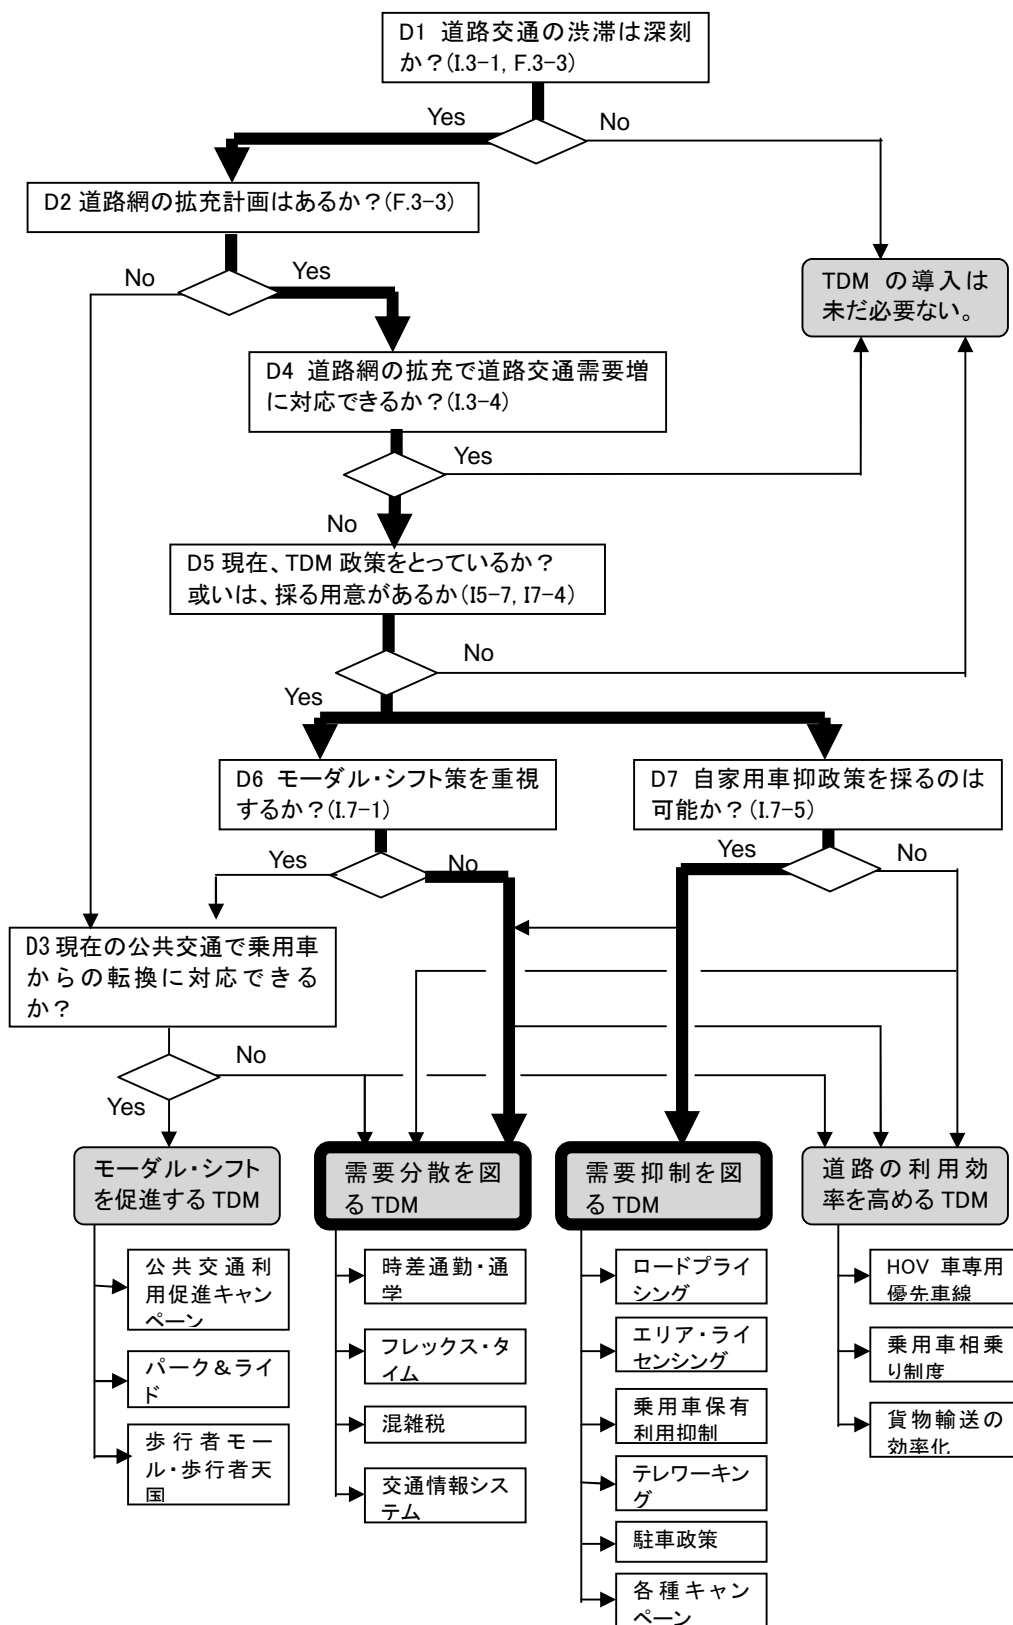 D1 道路交通の渋滞は深刻
か？(I.3-1, F.3-3)
Yes
No
D2 道路網の拡充計画はあるか？(F.3-3)
No
Yes
TDM の導入は
未だ必要ない。
D4 道路網の拡充で道路交通需要増
に対応できるか？(I.3-4)
Yes
No
D5 現在、TDM 政策をとっているか？
或いは、採る用意があるか(I5-7, I7-4)
No
Yes
D6 モーダル・シフト策を重視
するか？(I.7-1)
D7 自家用車抑政策を採るのは
可能か？(I.7-5)
Yes
No
Yes
No
D3 現在の公共交通で乗用車
からの転換に対応できる
か？
No
Yes
モーダル・シフト
を促進する TDM
需要分散を図
る TDM
需要抑制を図
る TDM
道路の利用効
率を高める TDM
公共交通利
用促進キャン
ペーン
パーク＆ライ
ド
歩行者モー
ル・歩行者天
国
時差通勤・通
学
フレックス・タ
イム
混雑税
交通情報シス
テム
ロードプライ
シング
エリア・ライ
センシング
乗用車保有
利用抑制
テレワーキン
グ
駐車政策
各種キャン
ペーン
HOV 車専用
優先車線
乗用車相乗
り制度
貨物輸送の
効率化